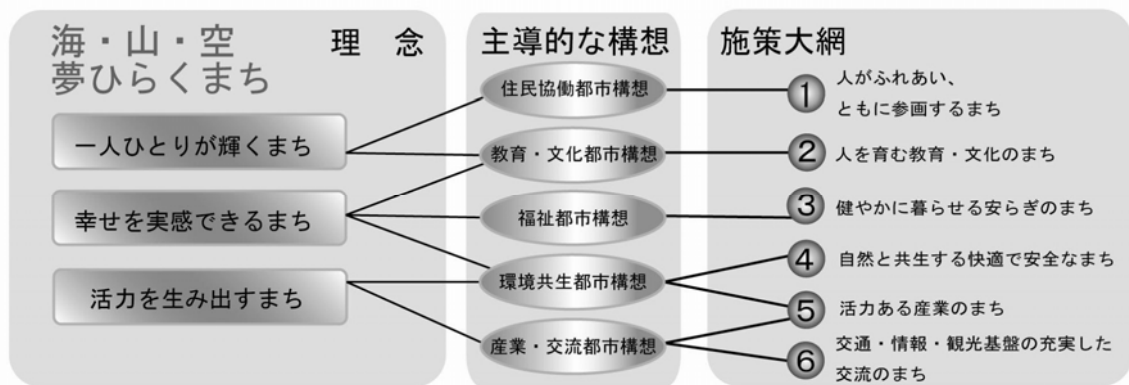 海・山・空
夢ひらくまち
理 念
一人ひとりが輝くまち
幸せを実感できるまち
活力を生み出すまち
主導的な構想
住民協働都市構想
教育・文化都市構想
福祉都市構想
環境共生都市構想
産業・交流都市構想
施策大網
1 人がふれあい、
ともに参画するまち
2 人を育む教育・文化のまち
3 健やかに暮らせる安らぎのまち
4 自然と共生する快適で安全なまち
5 活力ある産業のまち
6 交通・情報・観光基盤の充実した
交流のまち